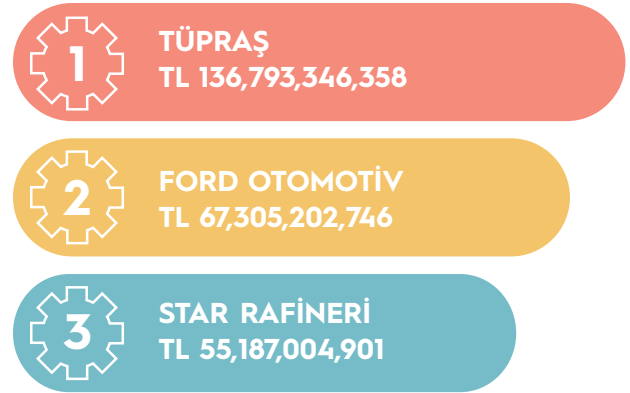 1
TÜPRAŞ
TL 136,793,346,358
2
FORD OTOMOTİV
TL 67,305,202,746
3
STAR RAFİNERİ
TL 55,187,004,901